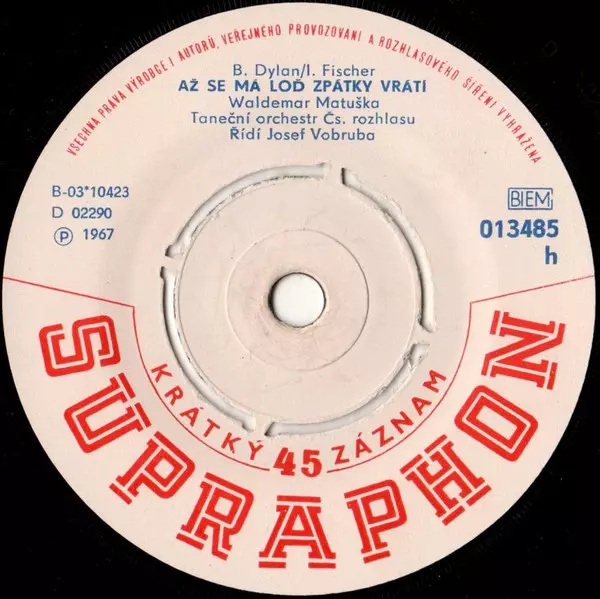 VŠECHNA PRÁVA VÝROBCE I AUTORŮ, VEŘEJNÉHO PROVOZOVÁNÍ A ROZHLASOVÉHO ŠÍŘENÍ VYHRAŽENA
B. Dylan/I. Fischer
AŽ SE MÁ LOĎ ZPÁTKY VRÁTÍ
Waldemar Matuška
Taneční orchestr Čs. rozhlasu
Řídí Josef Vobruba
B-03*10423
D 02290
Ⓟ 1967
BIEM
013485
h
KRÁTKÝ 45 ZÁZNAM
SUPRAPHON